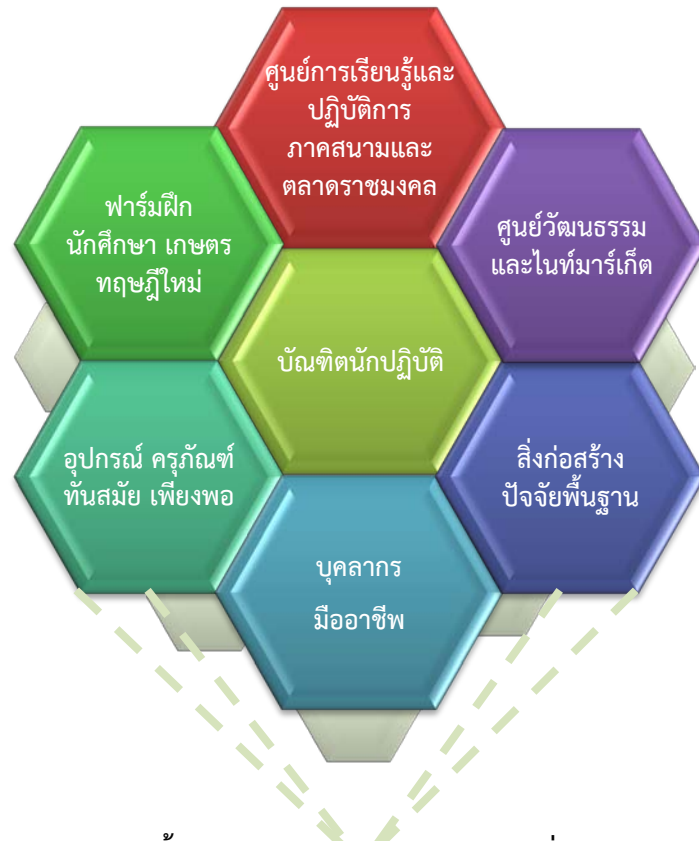 ศูนย์การเรียนรู้และ
ปฏิบัติการ
ภาคสนามและ
ตลาดราชมงคล
ฟาร์มฝึก
นักศึกษา เกษตร
ทฤษฎีใหม่
ศูนย์วัฒนธรรม
และไนท์มาร์เก็ต
บัณฑิตนักปฏิบัติ
อุปกรณ์ ครุภัณฑ์
ทันสมัย เพียงพอ
สิ่งก่อสร้าง
ปัจจัยพื้นฐาน
บุคลากร
มืออาชีพ